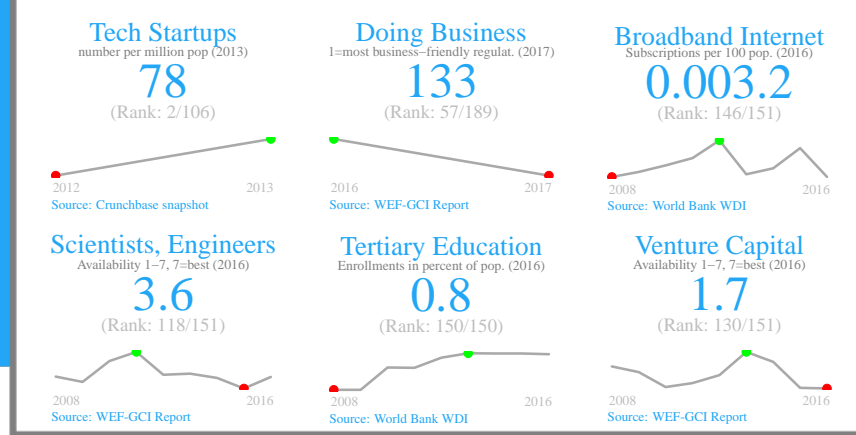 Tech Startups
number per million pop (2013)
78
(Rank: 2/106)
2012 2013
Source: Crunchbase snapshot
Doing Business
1=most business–friendly regulat. (2017)
133
(Rank: 57/189)
2016 2017
Source: WEF-GCI Report
Broadband Internet
Subscriptions per 100 pop. (2016)
0.003.2
(Rank: 146/151)
2008 2016
Source: World Bank WDI
Scientists, Engineers
Availability 1–7, 7=best (2016)
3.6
(Rank: 118/151)
2008 2016
Source: WEF-GCI Report
Tertiary Education
Enrollments in percent of pop. (2016)
0.8
(Rank: 150/150)
2008 2016
Source: World Bank WDI
Venture Capital
Availability 1–7, 7=best (2016)
1.7
(Rank: 130/151)
2008 2016
Source: WEF-GCI Report